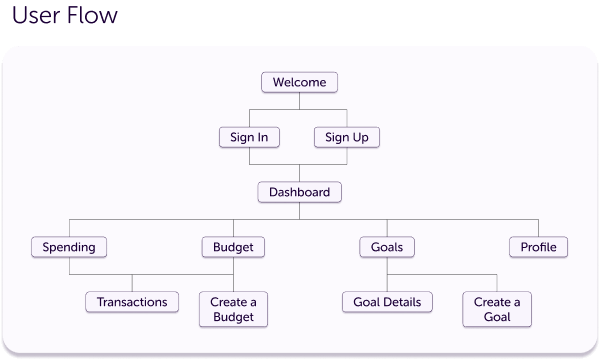 User Flow
Welcome
Sign In
Sign Up
Dashboard
Spending
Budget
Goals
Profile
Transactions
Create a
Budget
Goal Details
Create a
Goal